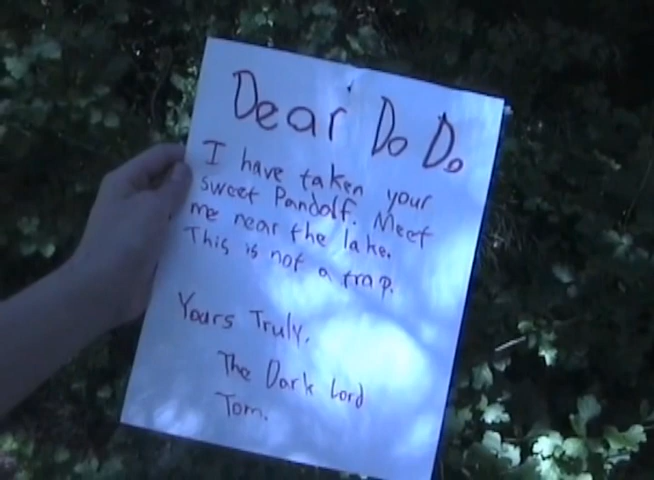 Dear Do Do
I have taken your
sweet Pandolf. Meet
me near the lake.
This is not a trap.
Yours Truly,
The Dark Lord
Tom.